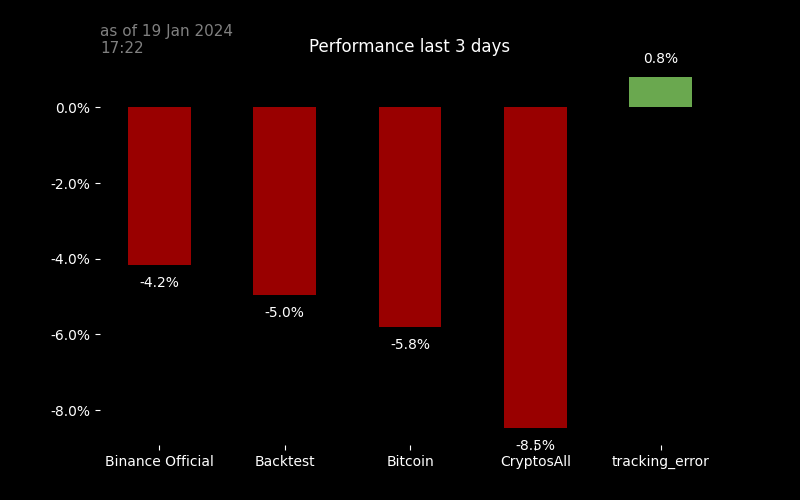 as of 19 Jan 2024
17:22
Performance last 3 days
0.8%
0.0%
-2.0%
-4.0%
-6.0%
-8.0%
-4.2%
-5.0%
-5.8%
-8.5%
Binance Official
Backtest
Bitcoin
CryptosAll
tracking_error